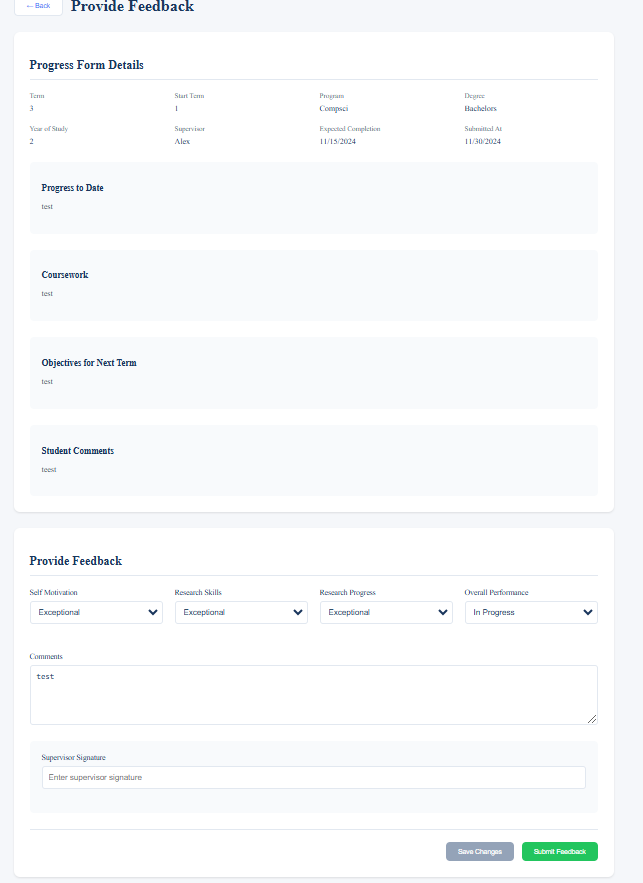 ← Back Provide Feedback
Progress Form Details
Term Start Term Program Degree
3 1 Compsci Bachelors
Year of Study Supervisor Expected Completion Submitted At
2 Alex 11/15/2024 11/30/2024
Progress to Date
test
Coursework
test
Objectives for Next Term
test
Student Comments
teest
Provide Feedback
Self Motivation Research Skills Research Progress Overall Performance
Exceptional Exceptional Exceptional In Progress
Comments
test
Supervisor Signature
Enter supervisor signature
Save Changes Submit Feedback